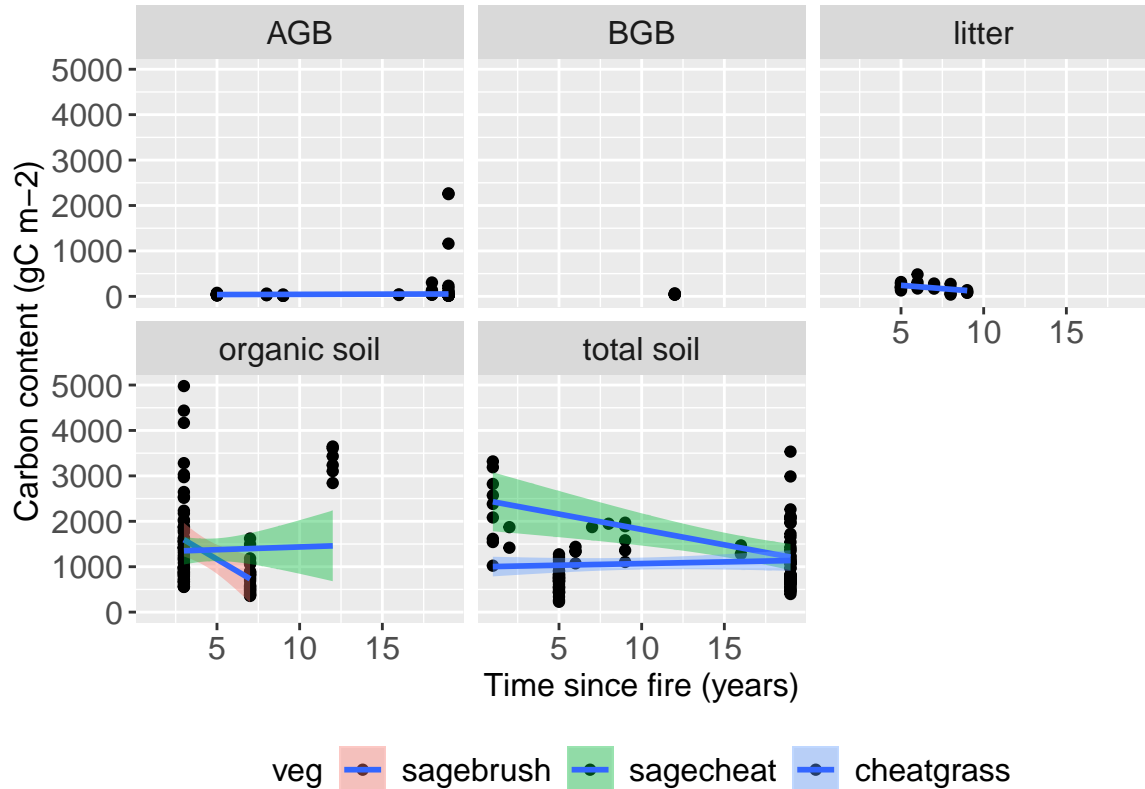 AGB BGB litter
5000
4000
3000
2000
1000
0
5 10 15
organic soil total soil
5000
4000
3000
2000
1000
0
5 10 15 5 10 15
Carbon content (gC m−2)
Time since fire (years)
veg sagebrush sagecheat cheatgrass